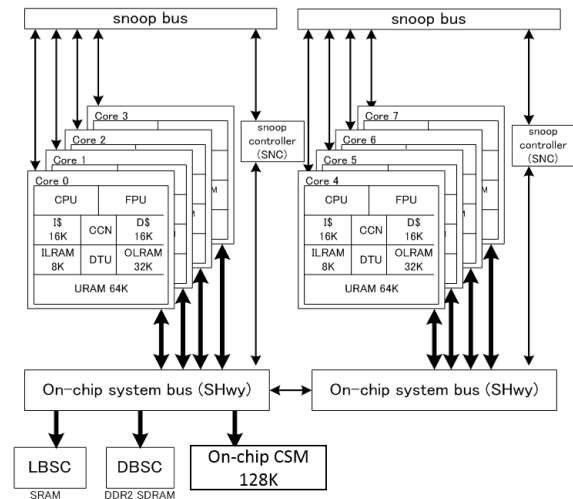 snoop bus
snoop bus
Core 3
Core 2
Core 1
Core 0
CPU
FPU
I$
16K
CCN
D$
16K
ILRAM
8K
DTU
OLRAM
32K
URAM 64K
snoop
controller
(SNC)
Core 7
Core 6
Core 5
Core 4
CPU
FPU
I$
16K
CCN
D$
16K
ILRAM
8K
DTU
OLRAM
32K
URAM 64K
snoop
controller
(SNC)
On-chip system bus (SHwy)
On-chip system bus (SHwy)
LBSC
SRAM
DBSC
DDR2 SDRAM
On-chip CSM
128K